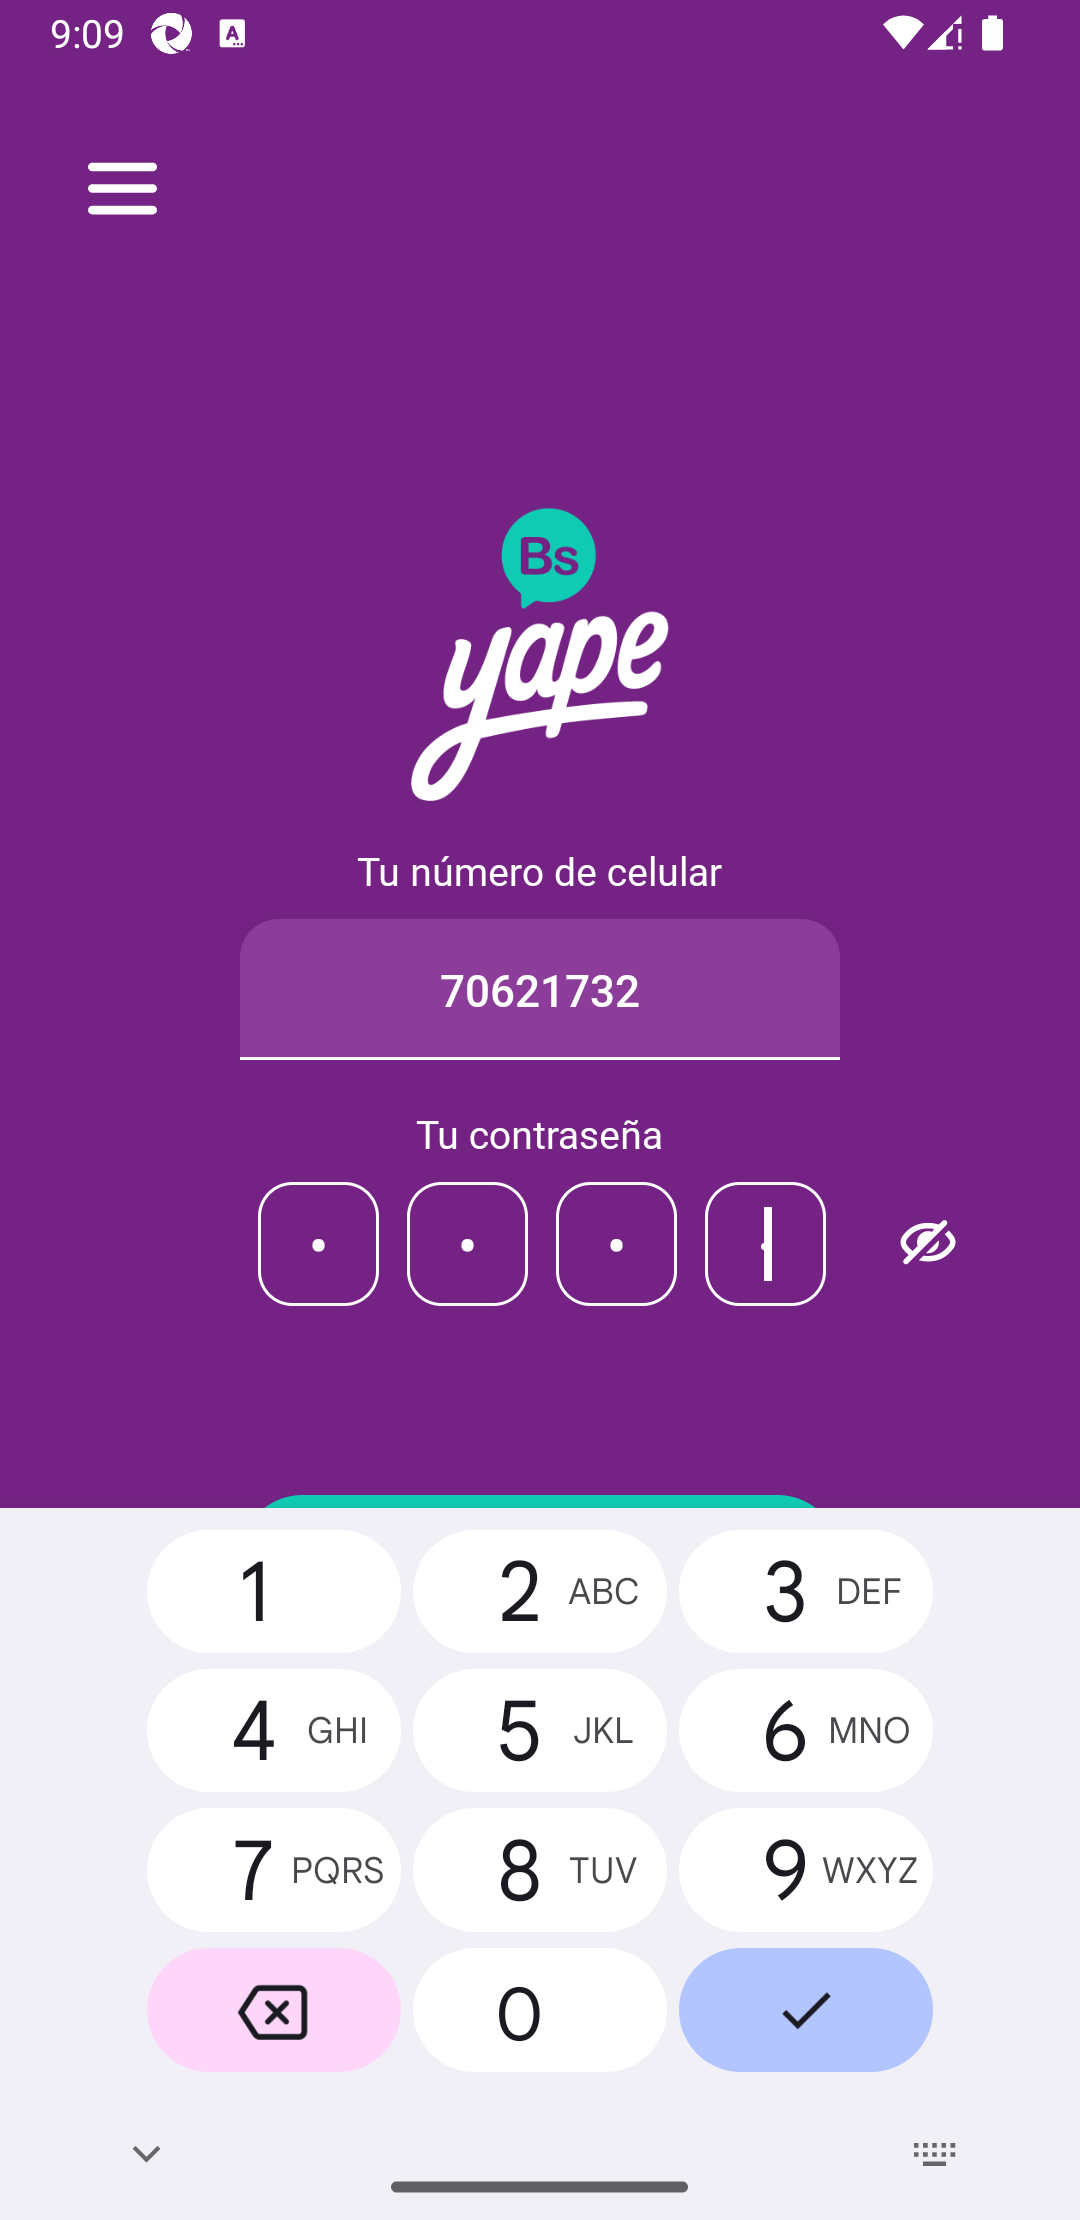 9:09
Bs
yape
Tu número de celular
70621732
Tu contraseña
1
2 ABC
3 DEF
4 GHI
5 JKL
6 MNO
7 PQRS
8 TUV
9 WXYZ
0